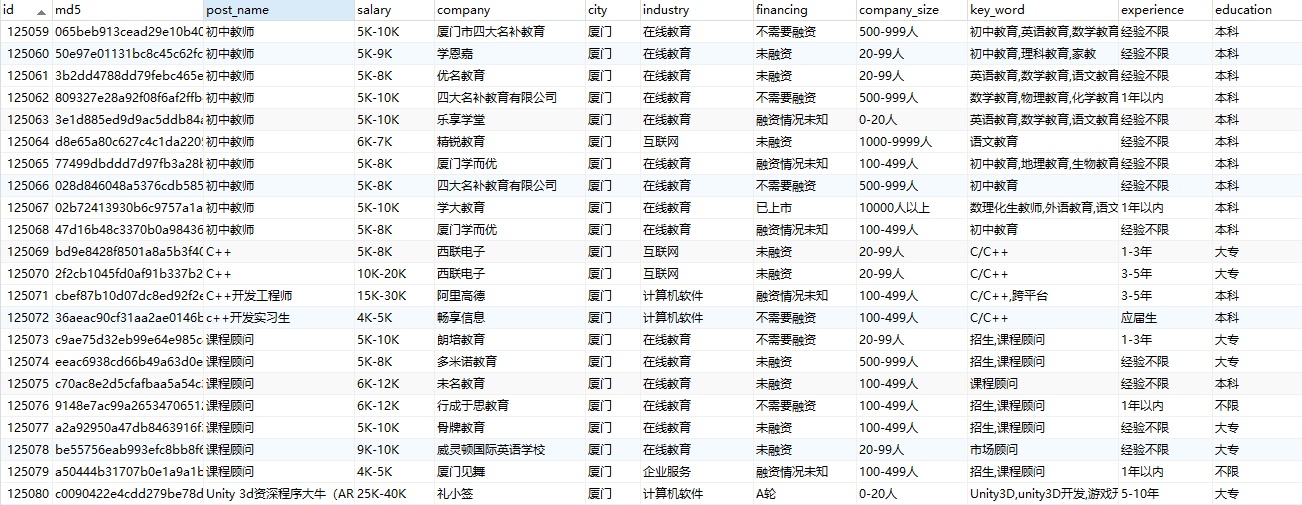 id md5 post_name salary company city industry financing company_size key_word experience education
125059 065beb913cead29e10b40 初中教师 5K-10K 厦门市四大名补教育 厦门 在线教育 不需要融资 500-999人 初中教育,英语教育,数学教育 经验不限 本科
125060 50e97e01131bc8c45c62fc 初中教师 5K-9K 学恩嘉 厦门 在线教育 未融资 20-99人 初中教育,理科教育,家教 经验不限 本科
125061 3b2dd4788dd79febc465e 初中教师 5K-8K 优名教育 厦门 在线教育 未融资 20-99人 英语教育,数学教育,语文教育 经验不限 本科
125062 809327e28a92f08f6af2ffb 初中教师 5K-10K 四大名补教育有限公司 厦门 在线教育 不需要融资 500-999人 数学教育,物理教育,化学教育 1年以内 本科
125063 3e1d885ed9d9ac5ddb84 初中教师 5K-10K 乐享学堂 厦门 在线教育 融资情况未知 0-20人 英语教育,数学教育,语文教育 经验不限 本科
125064 d8e65a80c627c4c1da220 初中教师 6K-7K 精锐教育 厦门 互联网 未融资 1000-9999人 语文教育 经验不限 本科
125065 77499dbddd7d97fb3a28 初中教师 5K-8K 厦门学而优 厦门 在线教育 融资情况未知 100-499人 初中教育,地理教育,生物教育 经验不限 本科
125066 028d846048a5376cdb585 初中教师 5K-8K 四大名补教育有限公司 厦门 在线教育 不需要融资 500-999人 初中教育 经验不限 本科
125067 02b72413930b6c9757a1a 初中教师 5K-10K 学大教育 厦门 在线教育 已上市 10000人以上 数理化生教师,外语教育,语文 1年以内 本科
125068 47d16b48c3370b0a98436 初中教师 5K-8K 厦门学而优 厦门 在线教育 融资情况未知 100-499人 初中教育 经验不限 本科
125069 bd9e8428f8501a8a5b3f40 C++ 5K-8K 西联电子 厦门 互联网 未融资 20-99人 C/C++ 1-3年 大专
125070 2f2cb1045fd0af91b337b2 C++ 10K-20K 西联电子 厦门 互联网 未融资 20-99人 C/C++ 3-5年 大专
125071 cbef87b10d07dc8ed92f2e C++开发工程师 15K-30K 阿里高德 厦门 计算机软件 融资情况未知 100-499人 C/C++,跨平台 3-5年 本科
125072 36aeac90cf31aa2ae0146b c++开发实习生 4K-5K 畅享信息 厦门 计算机软件 不需要融资 100-499人 C/C++ 应届生 本科
125073 c9ae75d32eb99e64e985c 课程顾问 5K-10K 朗培教育 厦门 在线教育 不需要融资 20-99人 招生,课程顾问 1-3年 大专
125074 eeac6938cd66b49a63d0e 课程顾问 5K-8K 多米诺教育 厦门 在线教育 未融资 500-999人 招生,课程顾问 经验不限 大专
125075 c70ac8e2d5cfafbaa5a54c 课程顾问 6K-12K 未名教育 厦门 在线教育 未融资 100-499人 课程顾问 经验不限 本科
125076 9148e7ac99a2653470651 课程顾问 6K-12K 行成于思教育 厦门 在线教育 不需要融资 100-499人 招生,课程顾问 1年以内 不限
125077 a2a92950a47db8463916f 课程顾问 5K-10K 骨牌教育 厦门 在线教育 未融资 100-499人 招生,课程顾问 经验不限 大专
125078 be55756eab993efc8bb8f 课程顾问 9K-10K 威灵顿国际英语学校 厦门 在线教育 未融资 20-99人 市场顾问 经验不限 大专
125079 a50444b31707b0e1a9a1b 课程顾问 4K-5K 厦门见舞 厦门 企业服务 融资情况未知 100-499人 招生,课程顾问 1年以内 不限
125080 c0090422e4cdd279be78d Unity 3d资深程序大牛（AR 25K-40K 礼小签 厦门 计算机软件 A轮 0-20人 Unity3D,unity3D开发,游戏开 5-10年 大专